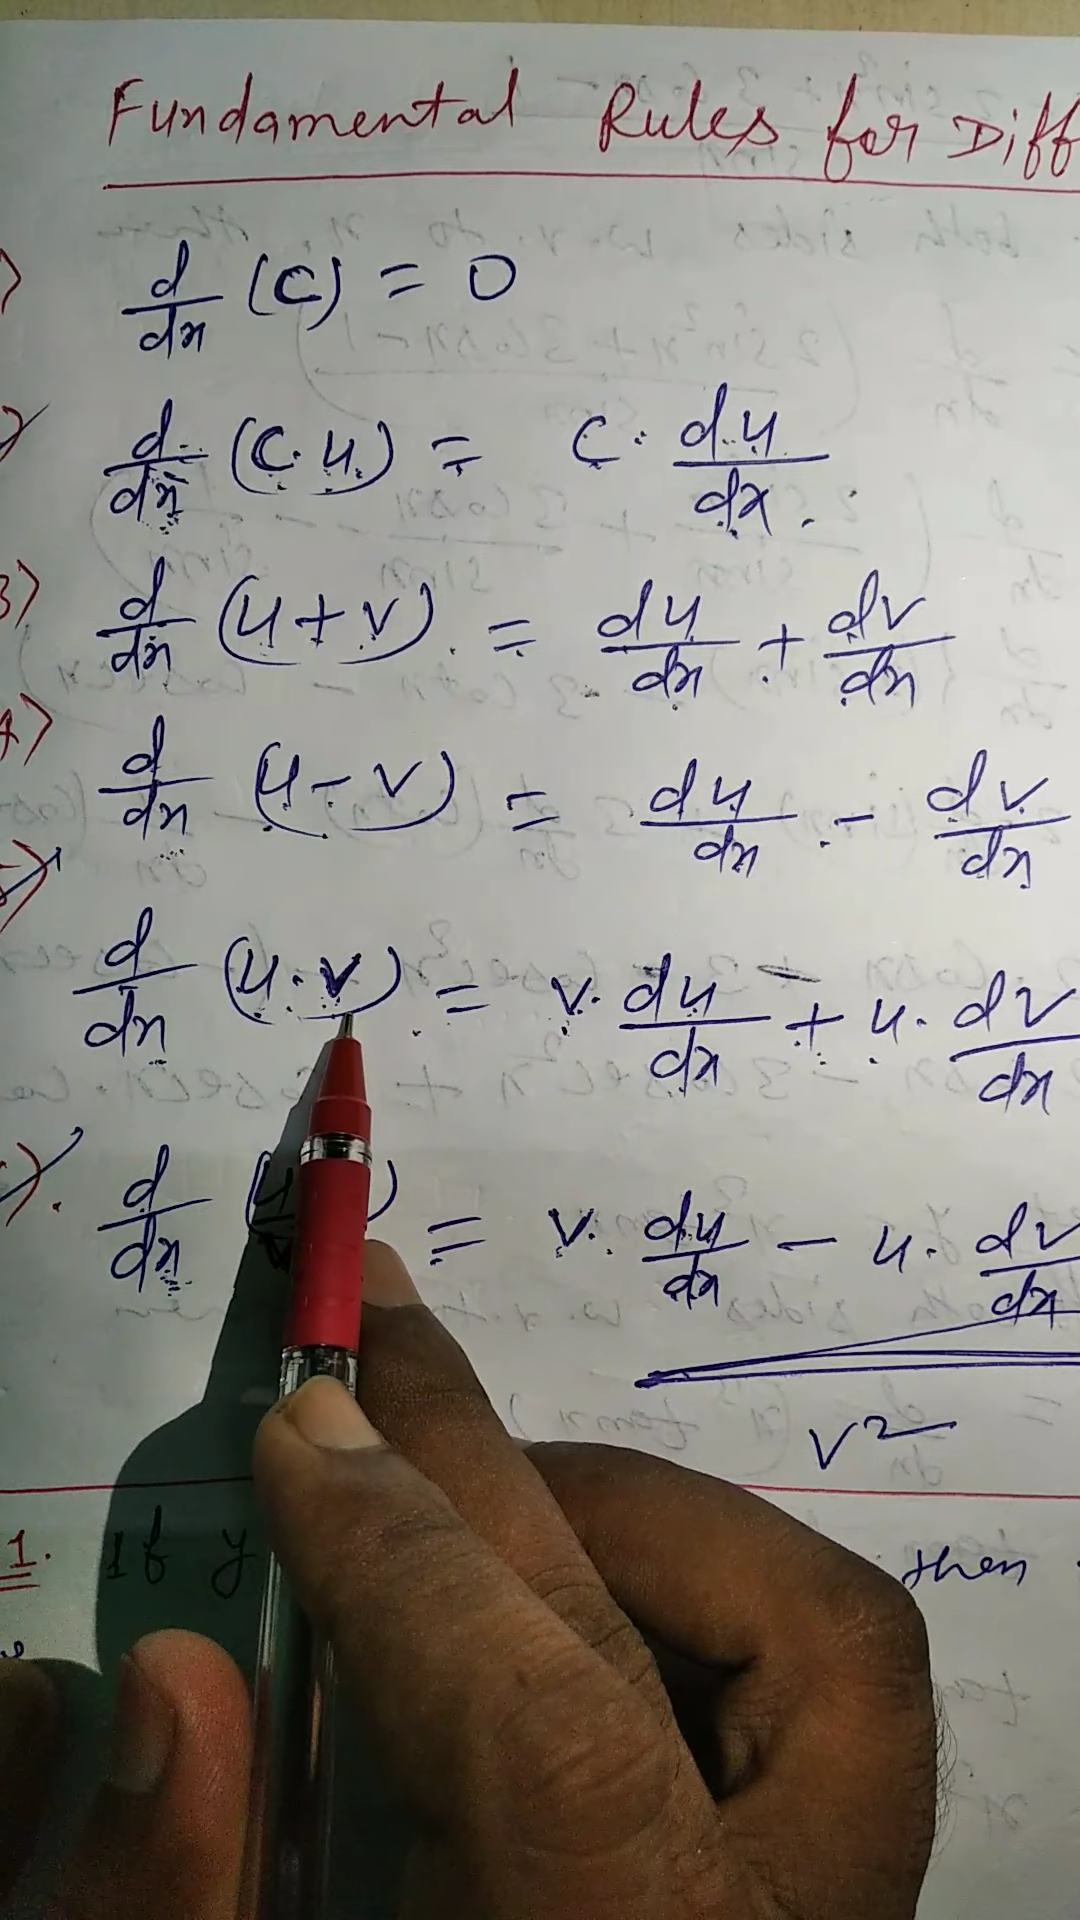 Fundamental Rules for Diff
d/dx (C) = 0
d/dx (C.u) = C. du/dx.
3) d/dx (u+v) = du/dx + dv/dx
4) d/dx (u-v) = du/dx - dv/dx
d/dx (u.v) = v. du/dx + u. dv/dx
d/dx (u = v. du/dx - u. dv/dx
v²
1. If y then